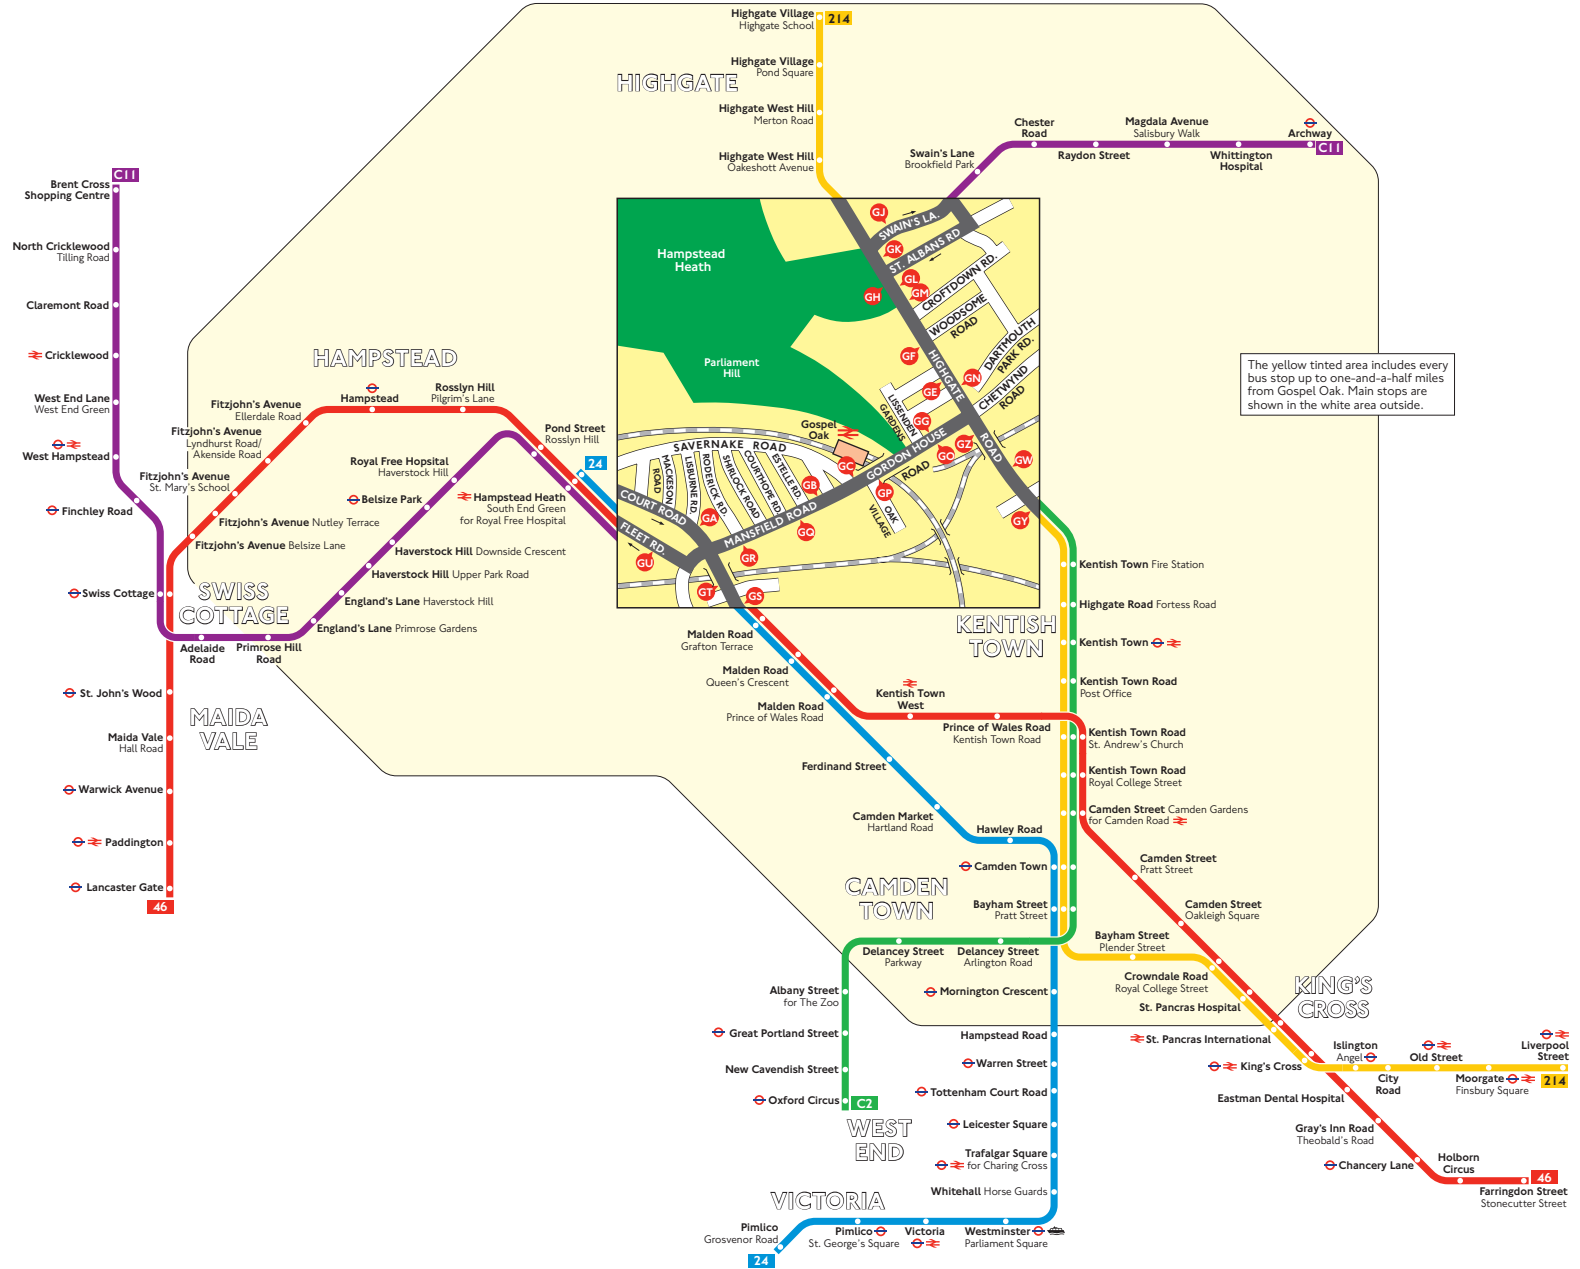 Highgate Village
Highgate School
214
Highgate Village
Pond Square
HIGHGATE
Highgate West Hill
Merton Road
Highgate West Hill
Oakeshott Avenue
Swain's Lane
Brookfield Park
Chester
Road
Raydon Street
Magdala Avenue
Salisbury Walk
Whittington
Hospital
Archway
C11
C11
Brent Cross
Shopping Centre
North Cricklewood
Tilling Road
Claremont Road
Cricklewood
West End Lane
West End Green
West Hampstead
Finchley Road
Swiss Cottage
SWISS
COTTAGE
Adelaide
Road
Primrose Hill
Road
St. John's Wood
MAIDA
VALE
Maida Vale
Hall Road
Warwick Avenue
Paddington
Lancaster Gate
46
HAMPSTEAD
Hampstead
Rosslyn Hill
Pilgrim's Lane
Fitzjohn's Avenue
Ellerdale Road
Fitzjohn's Avenue
Lyndhurst Road/
Akenside Road
Fitzjohn's Avenue
St. Mary's School
Fitzjohn's Avenue Nutley Terrace
Fitzjohn's Avenue Belsize Lane
Pond Street
Rosslyn Hill
24
Royal Free Hopsital
Haverstock Hill
Belsize Park
Hampstead Heath
South End Green
for Royal Free Hospital
Haverstock Hill Downside Crescent
Haverstock Hill Upper Park Road
England's Lane Haverstock Hill
England's Lane Primrose Gardens
Hampstead
Heath
Parliament
Hill
Gospel
Oak
GJ
SWAIN'S LA.
GK
ST. ALBANS RD
GL
GM
GH
CROFTDOWN RD.
WOODSOME
ROAD
GF
HIGHGATE
ROAD
DARTMOUTH
PARK RD.
GN
GE
CHETWYND
ROAD
LISSENDEN
GARDENS
GG
GZ
GO
GW
GORDON HOUSE
ROAD
GC
GP
GY
OAK
VILLAGE
SAVERNAKE ROAD
MACKESON
ROAD
LISBURNE RD.
RODERICK RD.
SHIRLOCK ROAD
COURTHOPE RD.
ESTELLE RD.
GB
GA
GQ
MANSFIELD ROAD
COURT ROAD
FLEET RD.
GU
GR
GT
GS
The yellow tinted area includes every
bus stop up to one-and-a-half miles
from Gospel Oak. Main stops are
shown in the white area outside.
KENTISH
TOWN
Kentish Town Fire Station
Highgate Road Fortess Road
Kentish Town
Kentish Town Road
Post Office
Kentish Town Road
St. Andrew's Church
Kentish Town Road
Royal College Street
Camden Street Camden Gardens
for Camden Road
Malden Road
Grafton Terrace
Malden Road
Queen's Crescent
Malden Road
Prince of Wales Road
Kentish Town
West
Prince of Wales Road
Kentish Town Road
Ferdinand Street
Camden Market
Hartland Road
Hawley Road
Camden Town
CAMDEN
TOWN
Bayham Street
Pratt Street
Camden Street
Pratt Street
Camden Street
Oakleigh Square
Delancey Street
Parkway
Delancey Street
Arlington Road
Bayham Street
Plender Street
Crowndale Road
Royal College Street
St. Pancras Hospital
KING'S
CROSS
St. Pancras International
King's Cross
Islington
Angel
City
Road
Old Street
Moorgate
Finsbury Square
Liverpool
Street
214
Eastman Dental Hospital
Gray's Inn Road
Theobald's Road
Chancery Lane
Holborn
Circus
46
Farringdon Street
Stonecutter Street
Albany Street
for The Zoo
Great Portland Street
New Cavendish Street
Oxford Circus
C2
WEST
END
Mornington Crescent
Hampstead Road
Warren Street
Tottenham Court Road
Leicester Square
Trafalgar Square
for Charing Cross
Whitehall Horse Guards
VICTORIA
Pimlico
Grosvenor Road
Pimlico
St. George's Square
Victoria
Westminster
Parliament Square
24